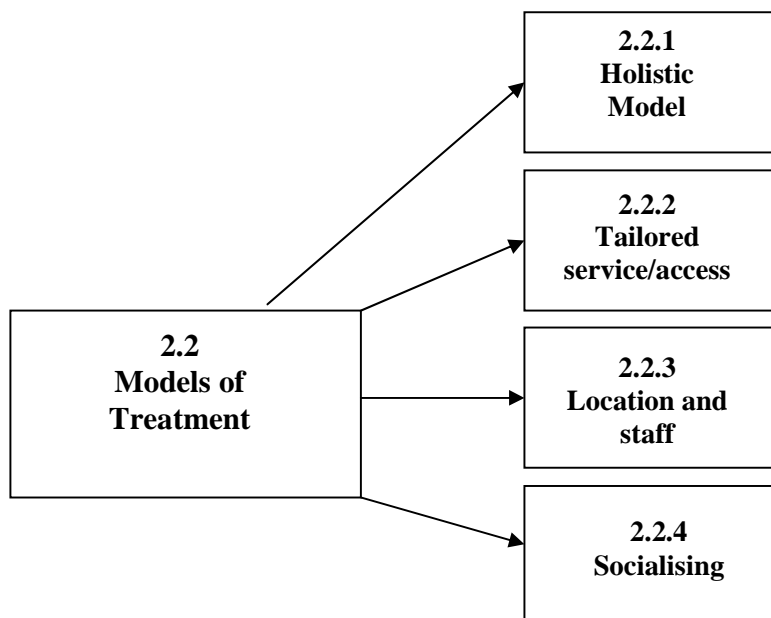 2.2.1
Holistic
Model
2.2.2
Tailored
service/access
2.2
Models of
Treatment
2.2.3
Location and
staff
2.2.4
Socialising